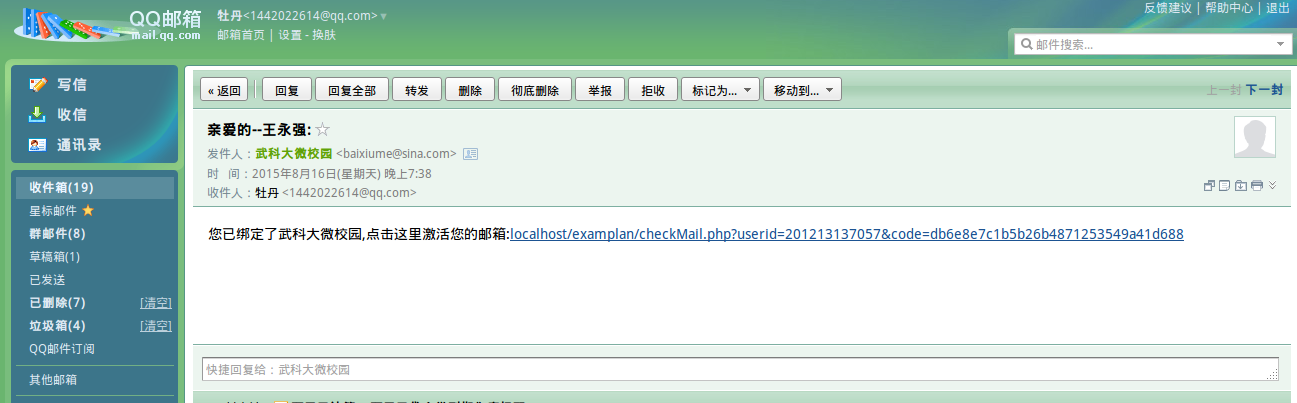 QQ邮箱
mail.qq.com
牡丹<1442022614@qq.com>
邮箱首页 | 设置 - 换肤
反馈建议 | 帮助中心 | 退出
邮件搜索...
写信
收信
通讯录
收件箱(19)
星标邮件
群邮件(8)
草稿箱(1)
已发送
已删除(7) [清空]
垃圾箱(4) [清空]
QQ邮件订阅
其他邮箱
« 返回 回复 回复全部 转发 删除 彻底删除 举报 拒收 标记为... 移动到... 上一封 下一封
亲爱的--王永强:
发件人：武科大微校园 <baixiume@sina.com>
时 间：2015年8月16日(星期天) 晚上7:38
收件人：牡丹 <1442022614@qq.com>
您已绑定了武科大微校园,点击这里激活您的邮箱:localhost/examplan/checkMail.php?userid=201213137057&code=db6e8e7c1b5b26b4871253549a41d688
快捷回复给：武科大微校园